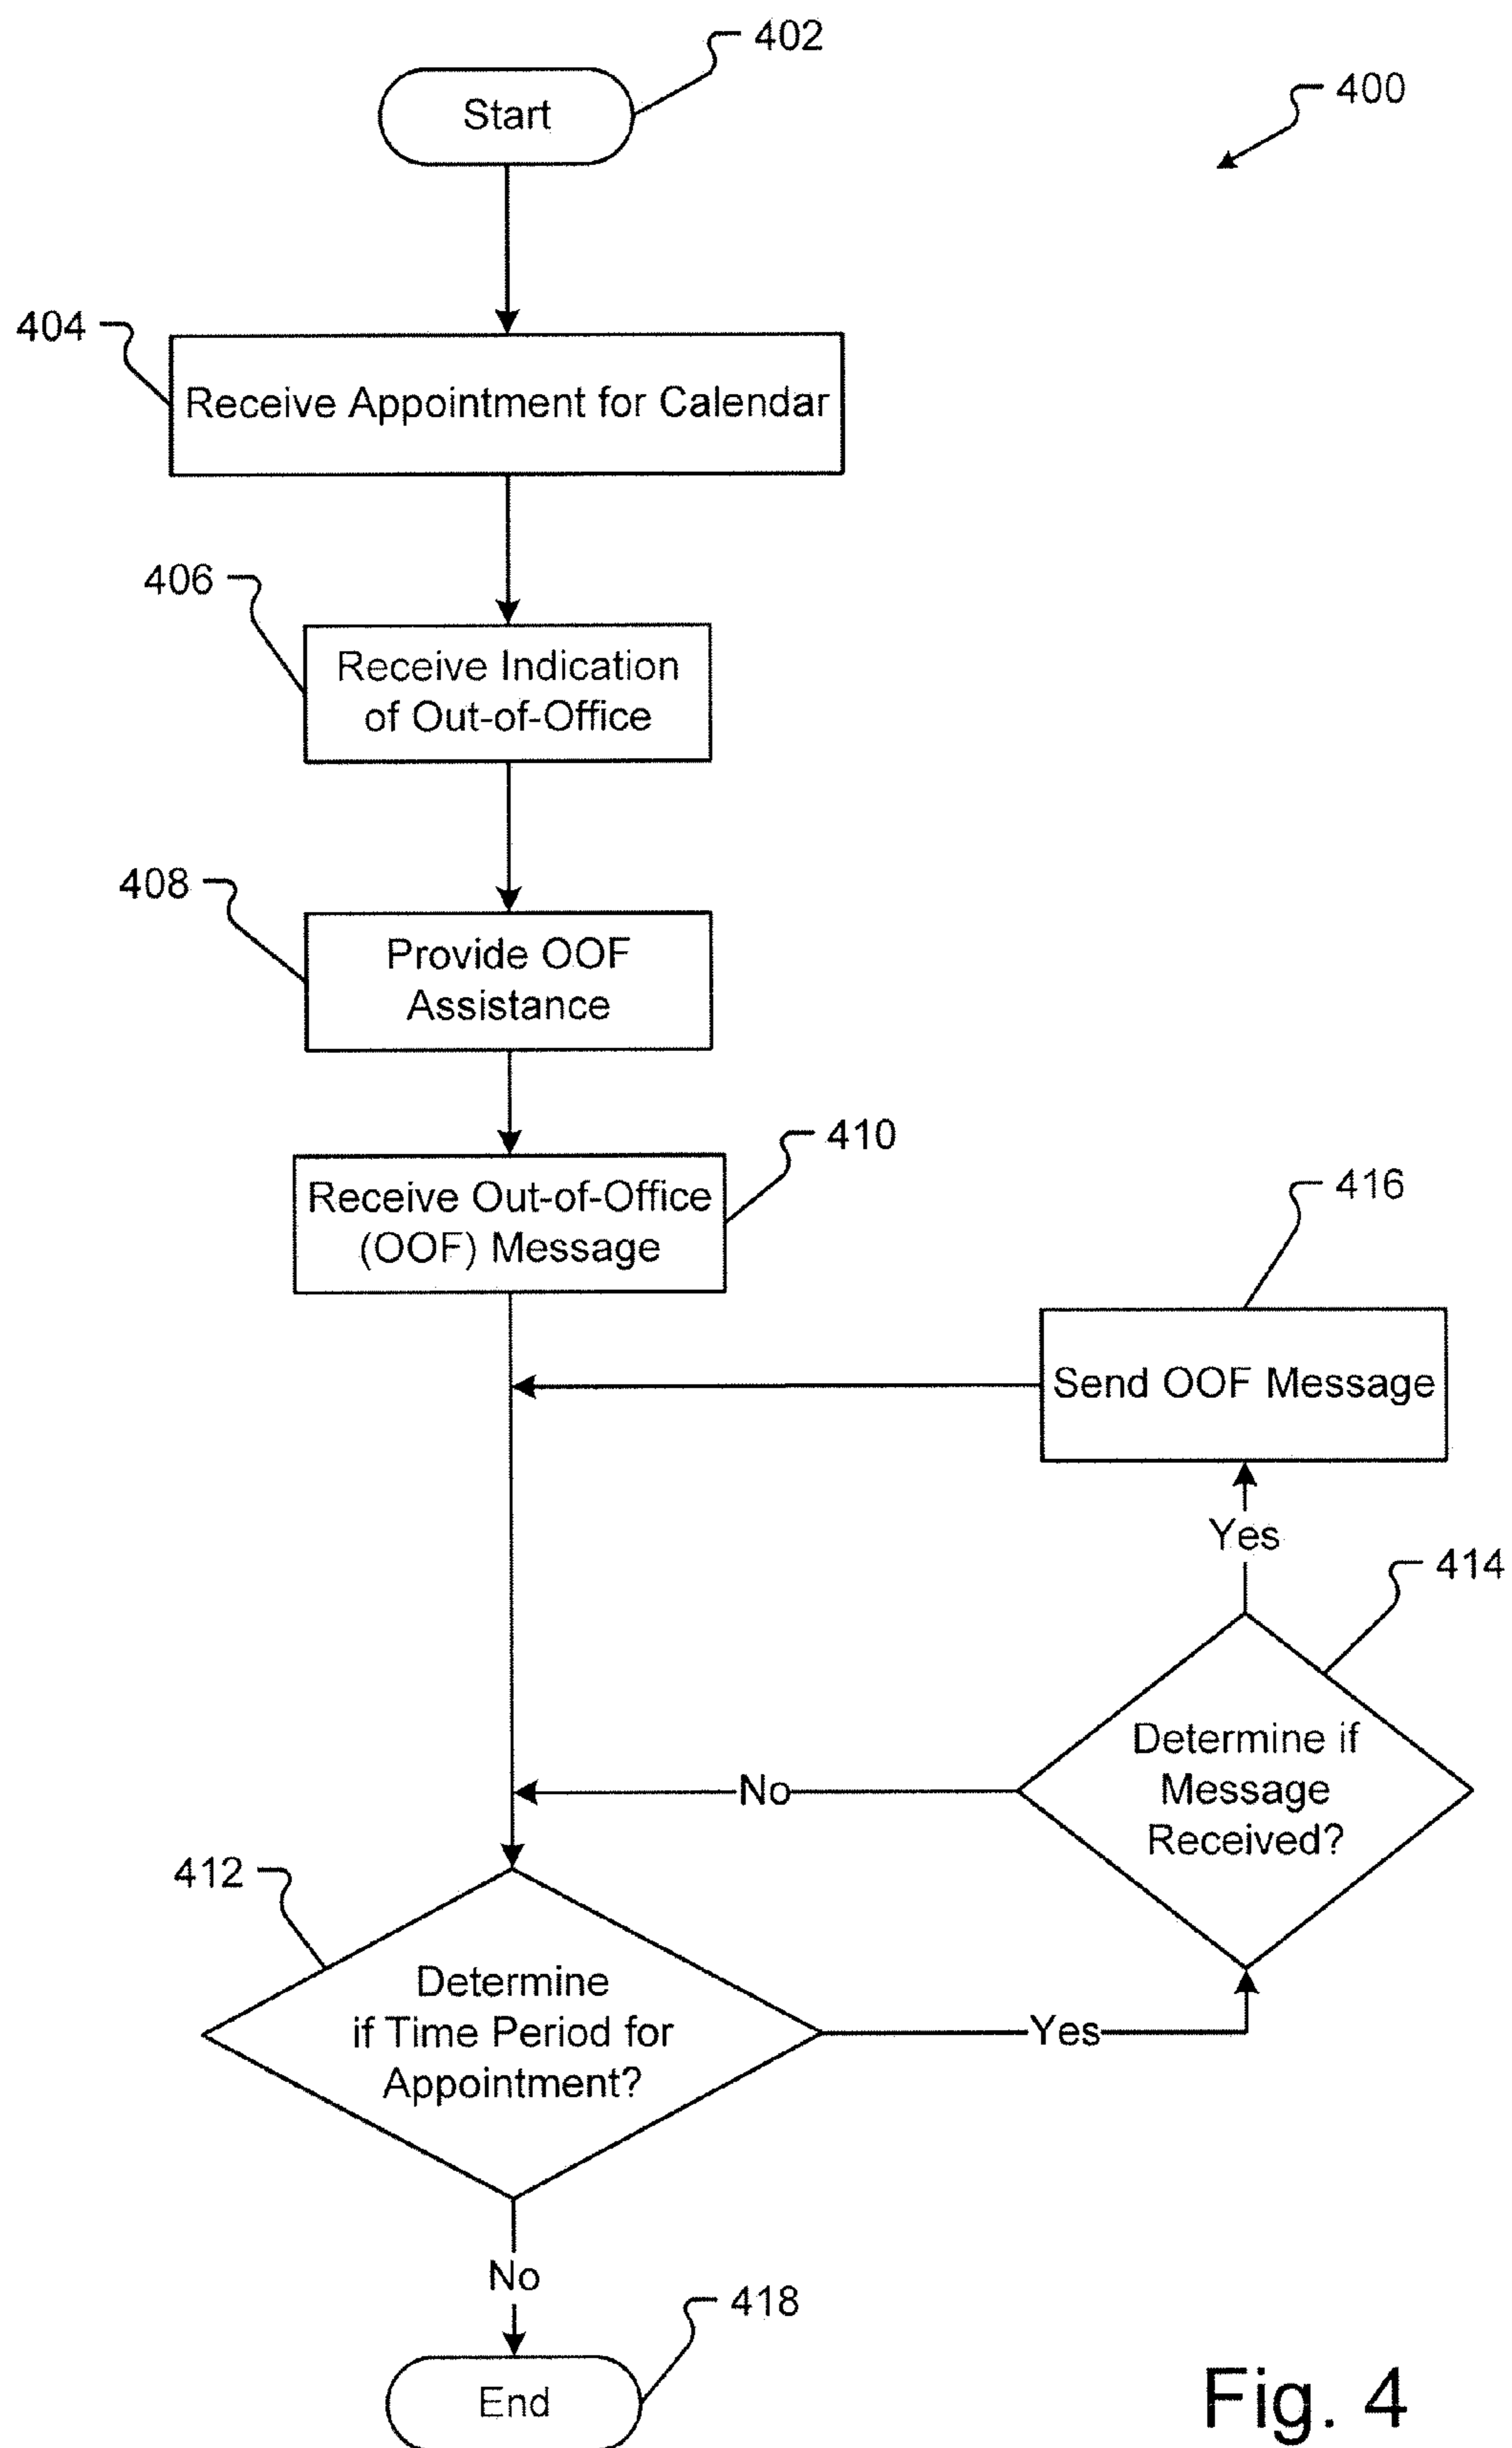 402
Start
400
404
Receive Appointment for Calendar
406
Receive Indication
of Out-of-Office
408
Provide OOF
Assistance
410
Receive Out-of-Office
(OOF) Message
416
Send OOF Message
Yes
414
Determine if
Message
Received?
No
412
Determine
if Time Period for
Appointment?
Yes
No
418
End
Fig. 4